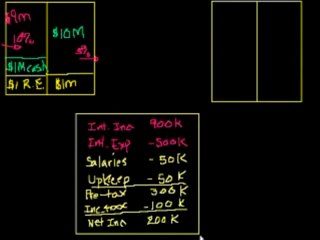 $9M
10%
$10M
5%
$1M cash
$1 R.E.
$1m
Int. Inc 900K
Int. Exp -500K
Salaries -50K
Upkeep -50K
Pre-tax 300K
Inc. tax -100K
Net Inc 200K